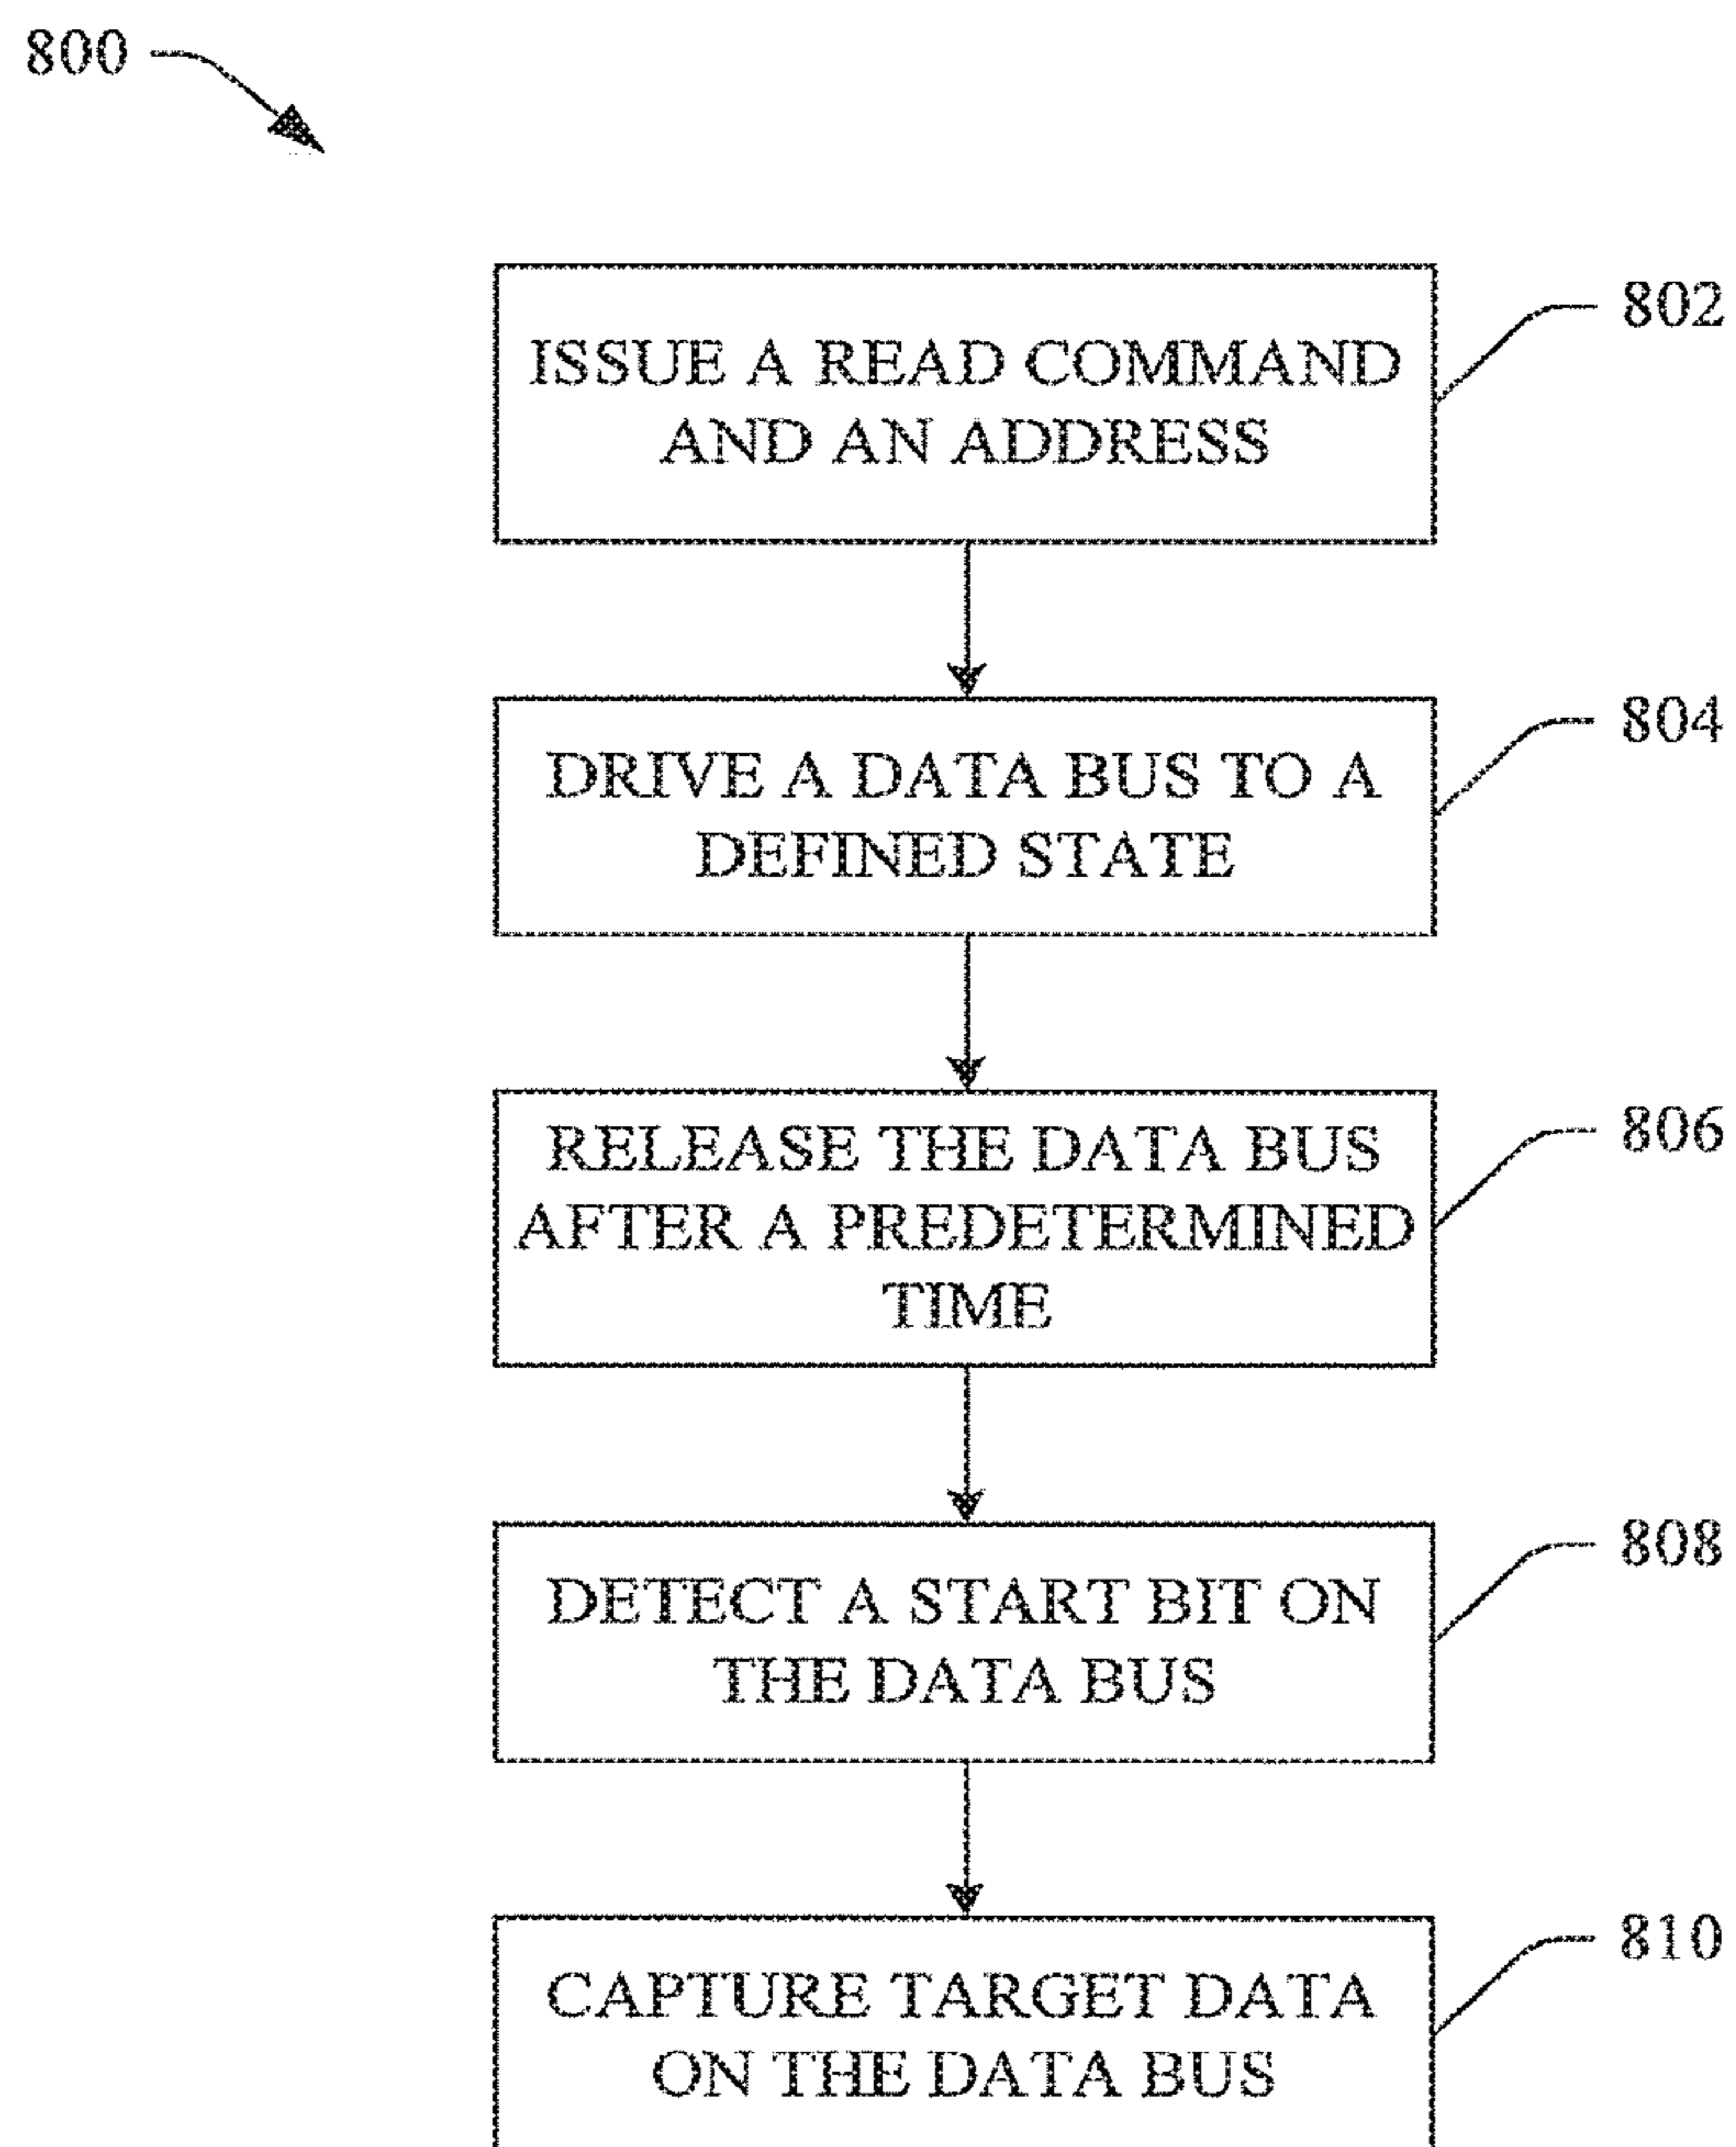 800
802
ISSUE A READ COMMAND
AND AN ADDRESS
804
DRIVE A DATA BUS TO A
DEFINED STATE
806
RELEASE THE DATA BUS
AFTER A PREDETERMINED
TIME
808
DETECT A START BIT ON
THE DATA BUS
810
CAPTURE TARGET DATA
ON THE DATA BUS